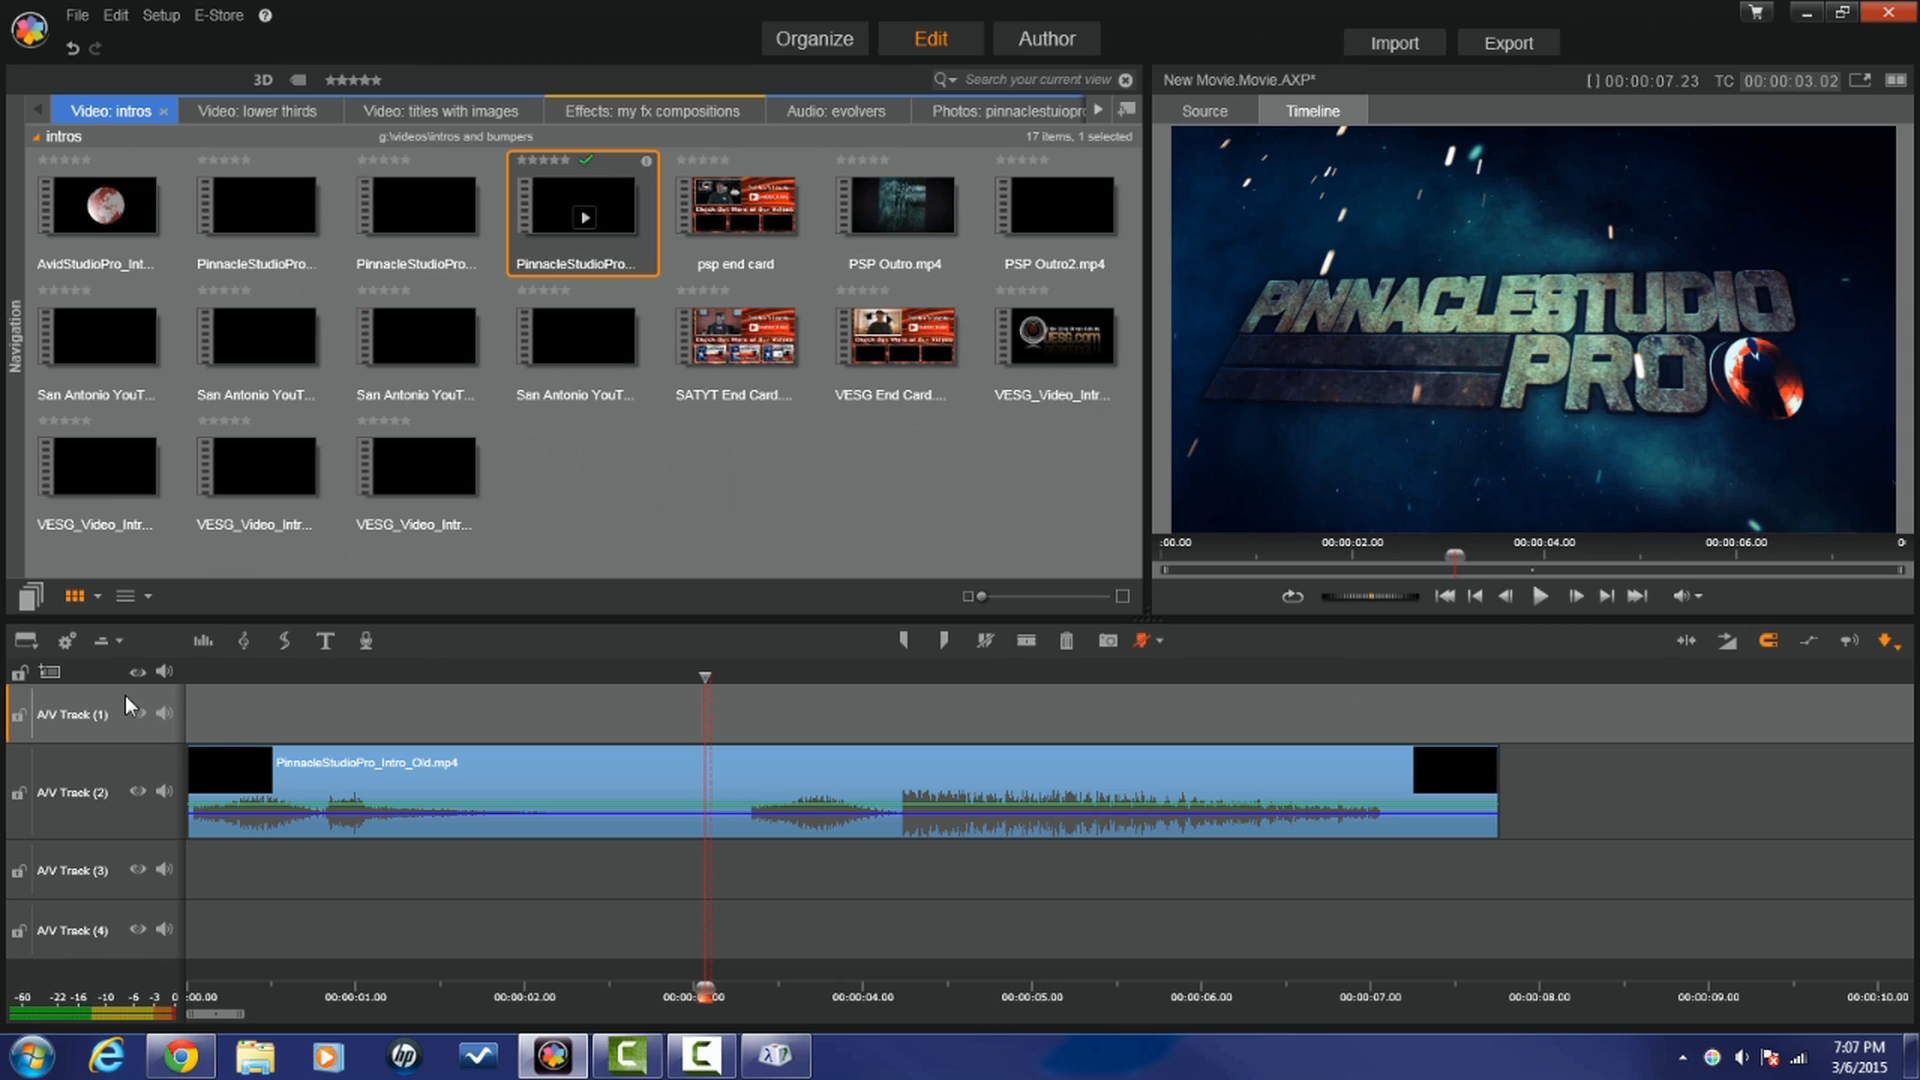 File Edit Setup E-Store ?
Organize Edit Author
Import Export
3D
Search your current view
New Movie.Movie.AXP*
[ ] 00:00:07.23 TC 00:00:03.02
Video: intros
Video: lower thirds
Video: titles with images
Effects: my fx compositions
Audio: evolvers
Photos: pinnaclestuiopr
Source Timeline
intros
g:\videos\intros and bumpers
17 items, 1 selected
AvidStudioPro_Int...
PinnacleStudioPro...
PinnacleStudioPro...
PinnacleStudioPro...
psp end card
PSP Outro.mp4
PSP Outro2.mp4
San Antonio YouT...
San Antonio YouT...
San Antonio YouT...
San Antonio YouT...
SATYT End Card....
VESG End Card....
VESG_Video_Intr...
VESG_Video_Intr...
VESG_Video_Intr...
VESG_Video_Intr...
Navigation
PINNACLESTUDIO
PRO
:00.00 00:00:02.00 00:00:04.00 00:00:06.00
A/V Track (1)
A/V Track (2)
PinnacleStudioPro_Intro_Old.mp4
A/V Track (3)
A/V Track (4)
-60 -22 -16 -10 -6 -3 0
:00.00 00:00:01.00 00:00:02.00 00:00:04.00 00:00:05.00 00:00:06.00 00:00:07.00 00:00:08.00 00:00:09.00 00:00:10.00
hp
7:07 PM
3/6/2015